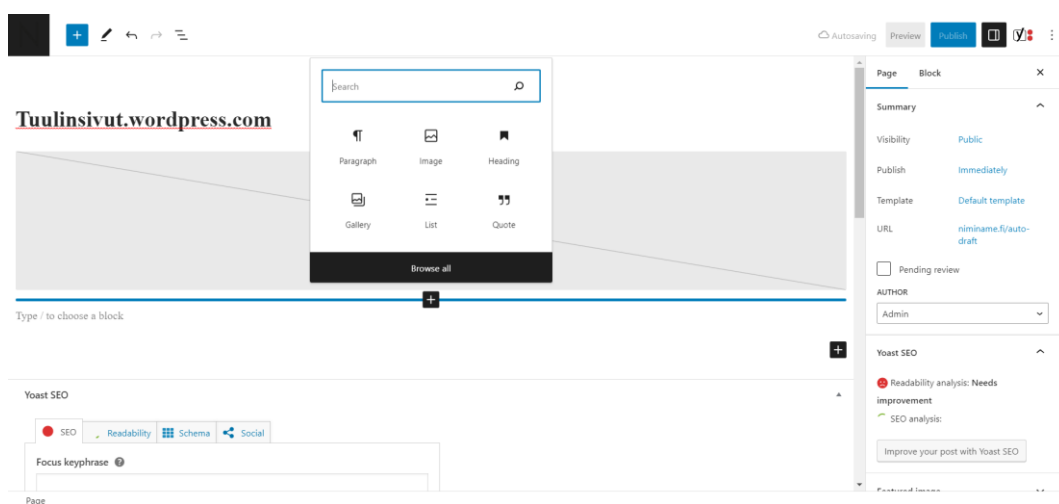 Autosaving Preview Publish
Page Block
Search
Summary
Tuulinsivut.wordpress.com
Paragraph Image Heading
Visibility Public
Publish Immediately
Template Default template
Gallery List Quote
URL niminame.fi/auto-
draft
Browse all
Pending review
AUTHOR
Admin
Type / to choose a block
Yoast SEO
Readability analysis: Needs
improvement
SEO analysis:
Improve your post with Yoast SEO
Featured image
Yoast SEO
SEO Readability Schema Social
Focus keyphrase
Page